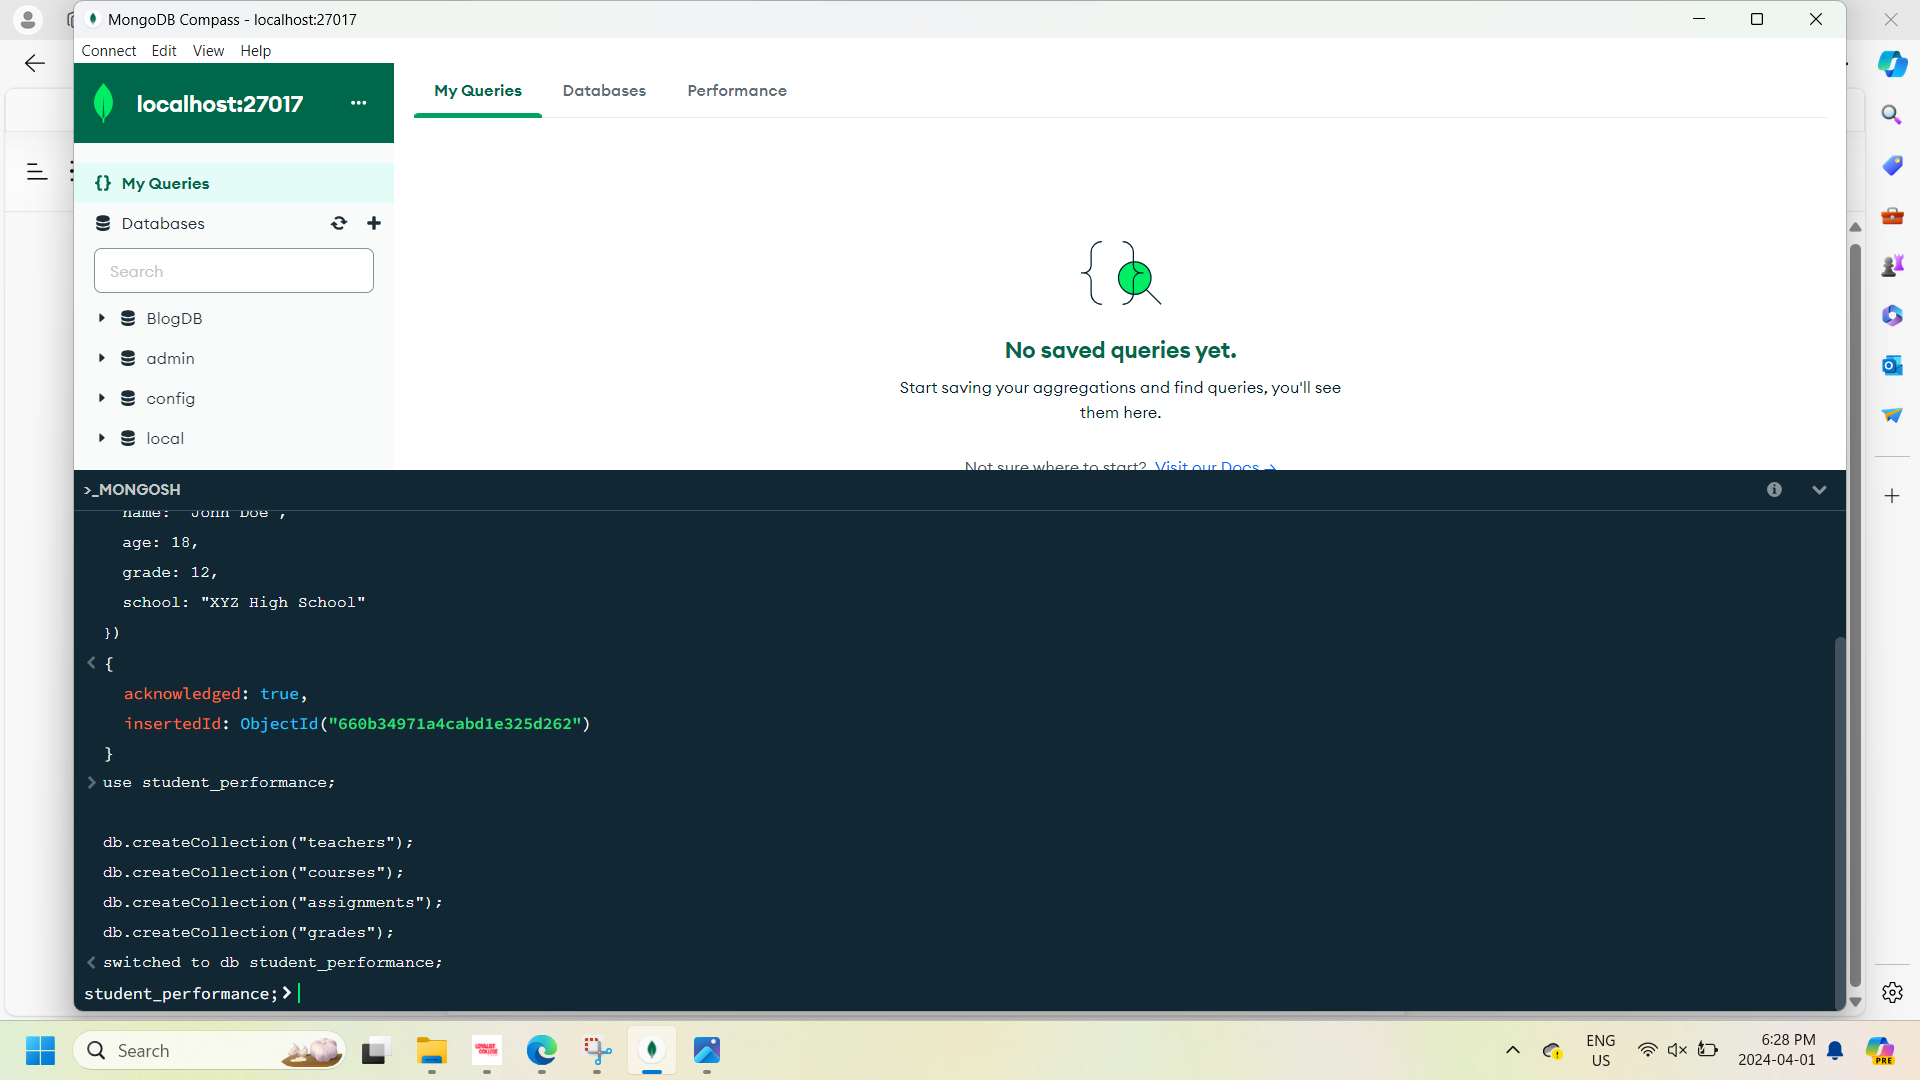 MongoDB Compass - localhost:27017
Connect Edit View Help
localhost:27017
My Queries Databases Performance
{} My Queries
Databases
Search
BlogDB
admin
config
local
No saved queries yet.
Start saving your aggregations and find queries, you'll see
them here.
Not sure where to start? Visit our Docs →
>_MONGOSH
name: "John Doe",
age: 18,
grade: 12,
school: "XYZ High School"
})
{
acknowledged: true,
insertedId: ObjectId("660b34971a4cabd1e325d262")
}
use student_performance;
db.createCollection("teachers");
db.createCollection("courses");
db.createCollection("assignments");
db.createCollection("grades");
switched to db student_performance;
student_performance;>
Search
LOYALIST
COLLEGE
ENG
US
6:28 PM
2024-04-01
PRE